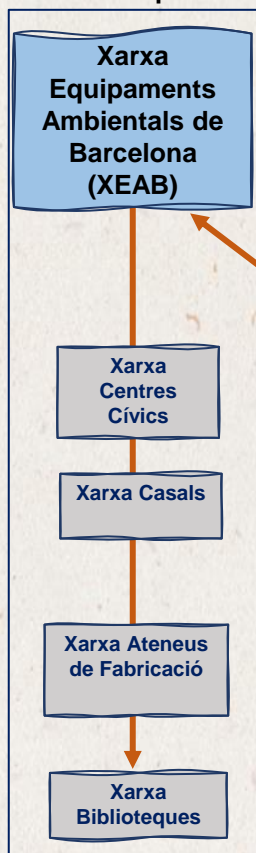 Xarxa
Equipaments
Ambientals de
Barcelona
(XEAB)
Xarxa
Centres
Cívics
Xarxa Casals
Xarxa Ateneus
de Fabricació
Xarxa
Biblioteques